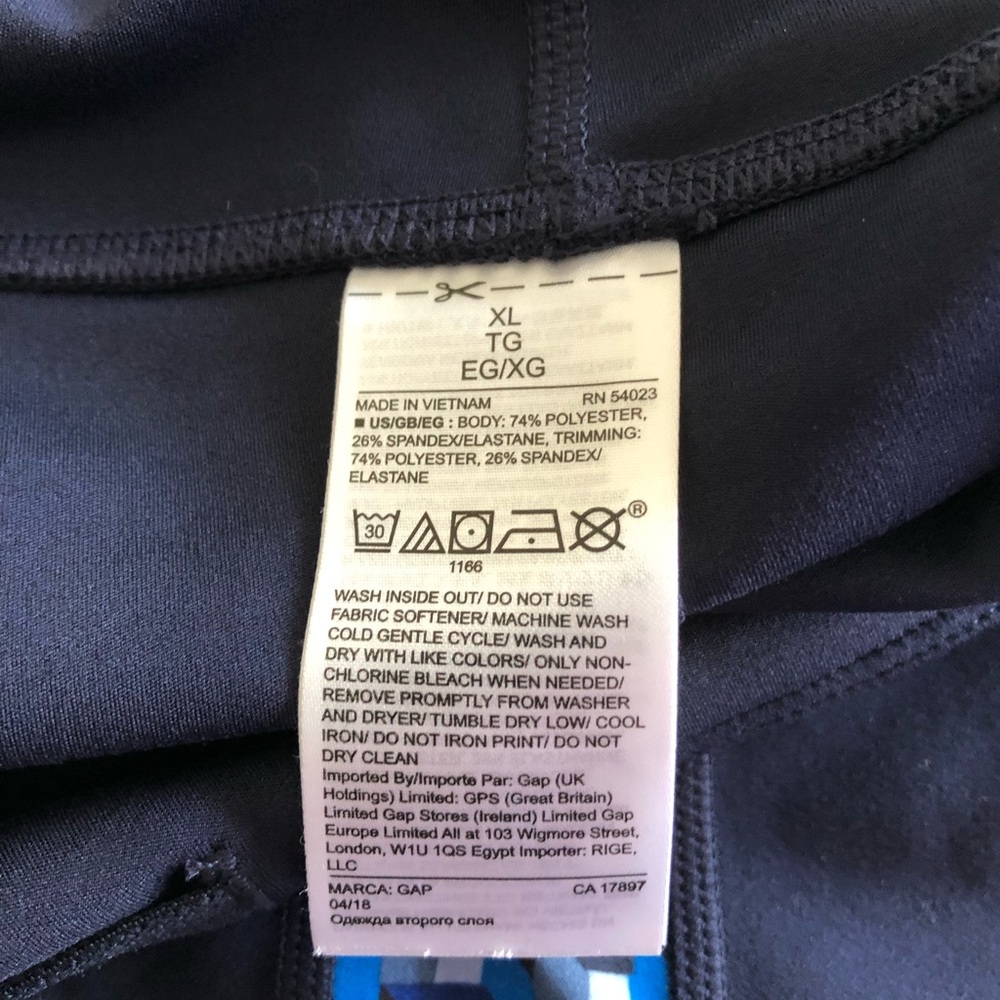 XL
TG
EG/XG
MADE IN VIETNAM RN 54023
■ US/GB/EG : BODY: 74% POLYESTER,
26% SPANDEX/ELASTANE, TRIMMING:
74% POLYESTER, 26% SPANDEX/
ELASTANE
30 ®
1166
WASH INSIDE OUT/ DO NOT USE
FABRIC SOFTENER/ MACHINE WASH
COLD GENTLE CYCLE/ WASH AND
DRY WITH LIKE COLORS/ ONLY NON-
CHLORINE BLEACH WHEN NEEDED/
REMOVE PROMPTLY FROM WASHER
AND DRYER/ TUMBLE DRY LOW/ COOL
IRON/ DO NOT IRON PRINT/ DO NOT
DRY CLEAN
Imported By/Importe Par: Gap (UK
Holdings) Limited: GPS (Great Britain)
Limited Gap Stores (Ireland) Limited Gap
Europe Limited All at 103 Wigmore Street,
London, W1U 1QS Egypt Importer: RIGE,
LLC
MARCA: GAP CA 17897
04/18
Одежда второго слоя